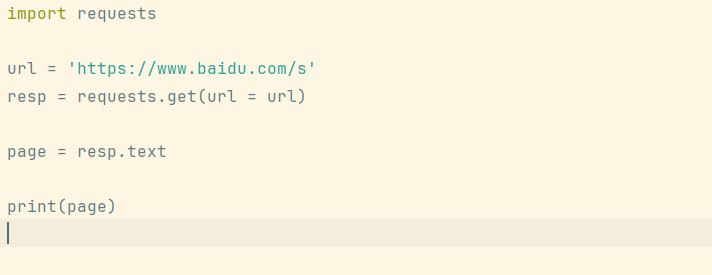 import requests
url = 'https://www.baidu.com/s'
resp = requests.get(url = url)
page = resp.text
print(page)